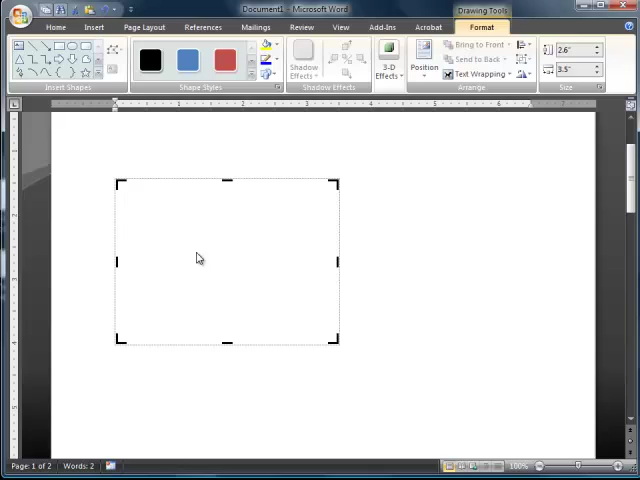 Document1 - Microsoft Word
Drawing Tools
Home Insert Page Layout References Mailings Review View Add-Ins Acrobat Format
Shadow Effects
3-D Effects
Position
Bring to Front
Send to Back
Text Wrapping
2.6"
3.5"
Insert Shapes Shape Styles Shadow Effects Arrange Size
Page: 1 of 2 Words: 2 100%